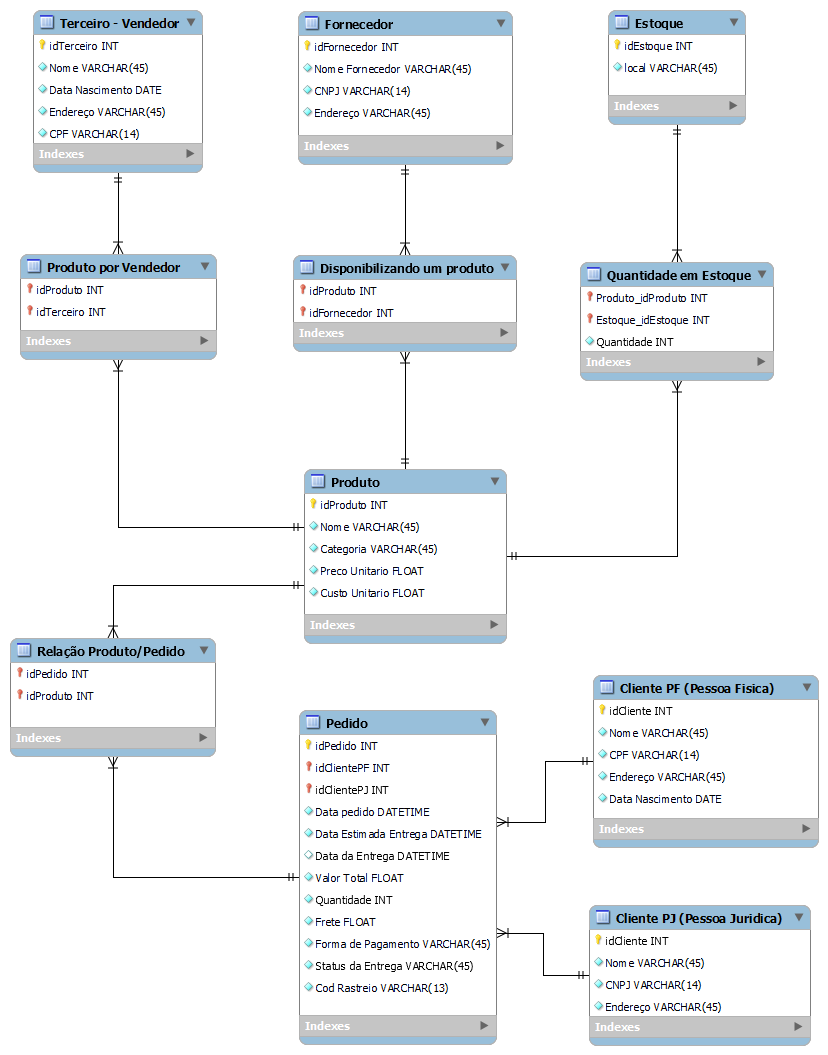 Terceiro - Vendedor
idTerceiro INT
Nome VARCHAR(45)
Data Nascimento DATE
Endereço VARCHAR(45)
CPF VARCHAR(14)
Indexes
Fornecedor
idFornecedor INT
Nome Fornecedor VARCHAR(45)
CNPJ VARCHAR(14)
Endereço VARCHAR(45)
Indexes
Estoque
idEstoque INT
local VARCHAR(45)
Indexes
Produto por Vendedor
idProduto INT
idTerceiro INT
Indexes
Disponibilizando um produto
idProduto INT
idFornecedor INT
Indexes
Quantidade em Estoque
Produto_idProduto INT
Estoque_idEstoque INT
Quantidade INT
Indexes
Produto
idProduto INT
Nome VARCHAR(45)
Categoria VARCHAR(45)
Preco Unitario FLOAT
Custo Unitario FLOAT
Indexes
Relação Produto/Pedido
idPedido INT
idProduto INT
Indexes
Pedido
idPedido INT
idClientePF INT
idClientePJ INT
Data pedido DATETIME
Data Estimada Entrega DATETIME
Data da Entrega DATETIME
Valor Total FLOAT
Quantidade INT
Frete FLOAT
Forma de Pagamento VARCHAR(45)
Status da Entrega VARCHAR(45)
Cod Rastreio VARCHAR(13)
Indexes
Cliente PF (Pessoa Fisica)
idCliente INT
Nome VARCHAR(45)
CPF VARCHAR(14)
Endereço VARCHAR(45)
Data Nascimento DATE
Indexes
Cliente PJ (Pessoa Juridica)
idCliente INT
Nome VARCHAR(45)
CNPJ VARCHAR(14)
Endereço VARCHAR(45)
Indexes